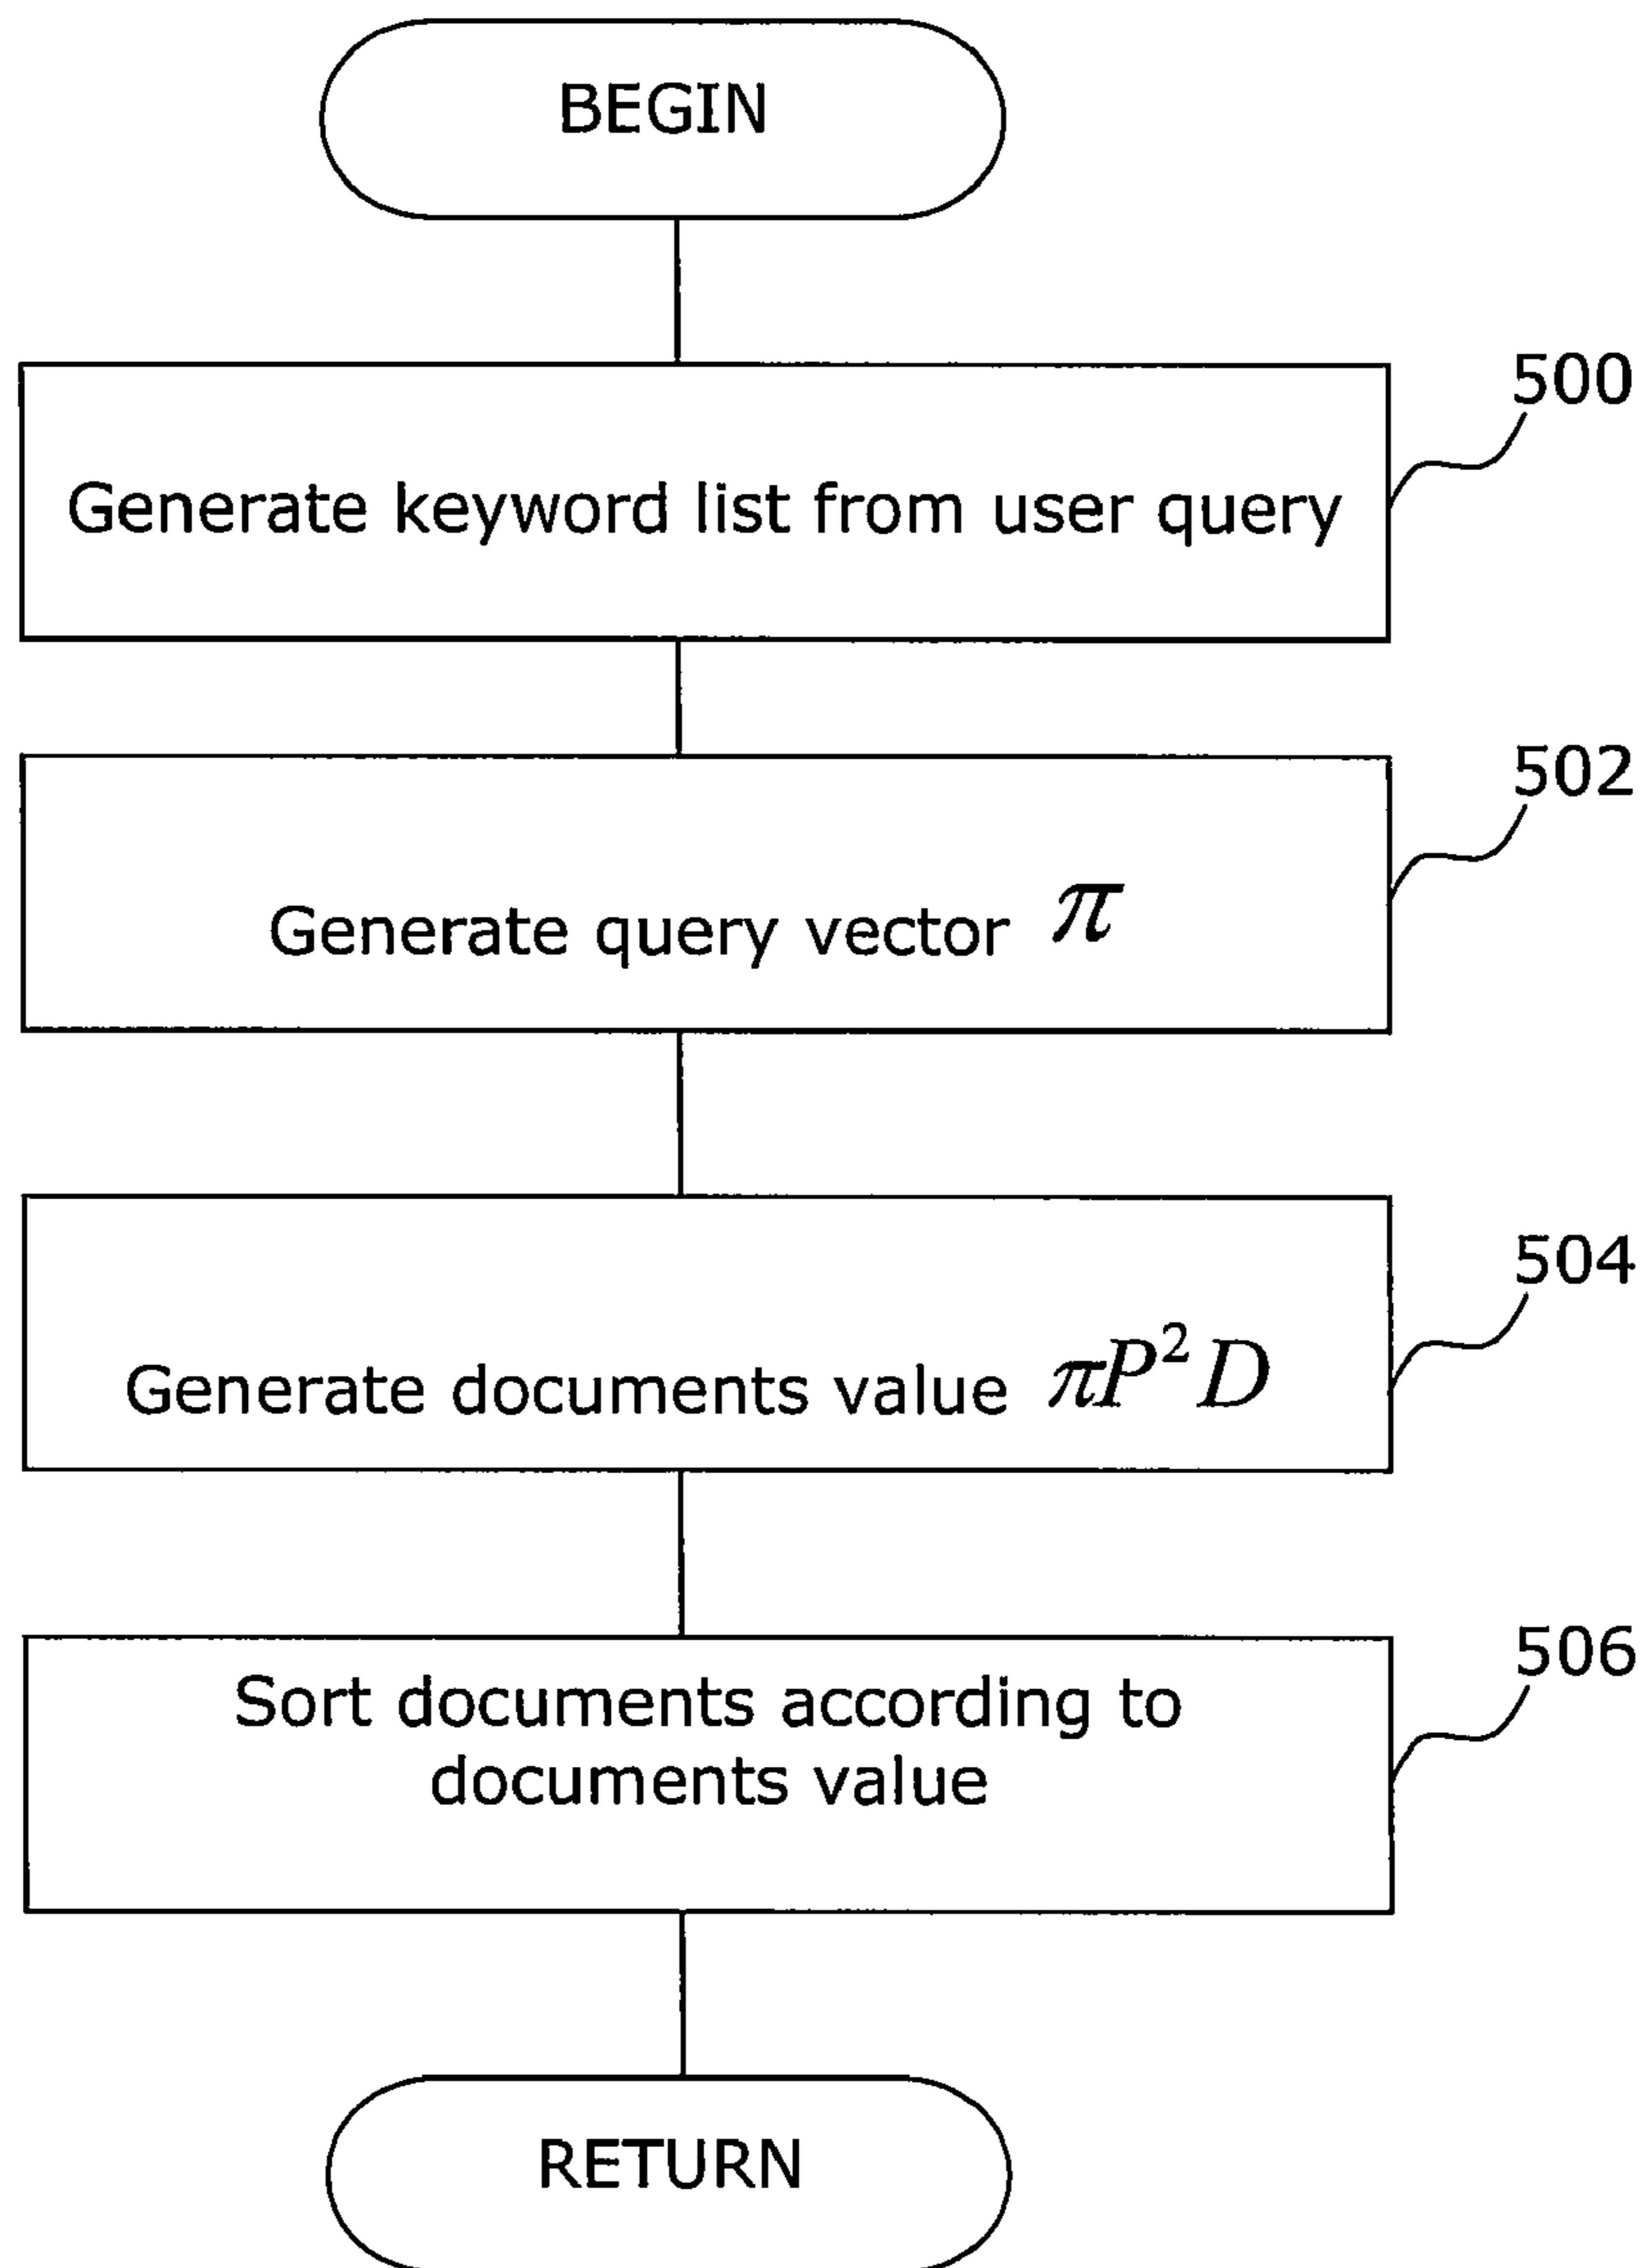 BEGIN
500
Generate keyword list from user query
502
Generate query vector π
504
Generate documents value πP² D
506
Sort documents according to
documents value
RETURN